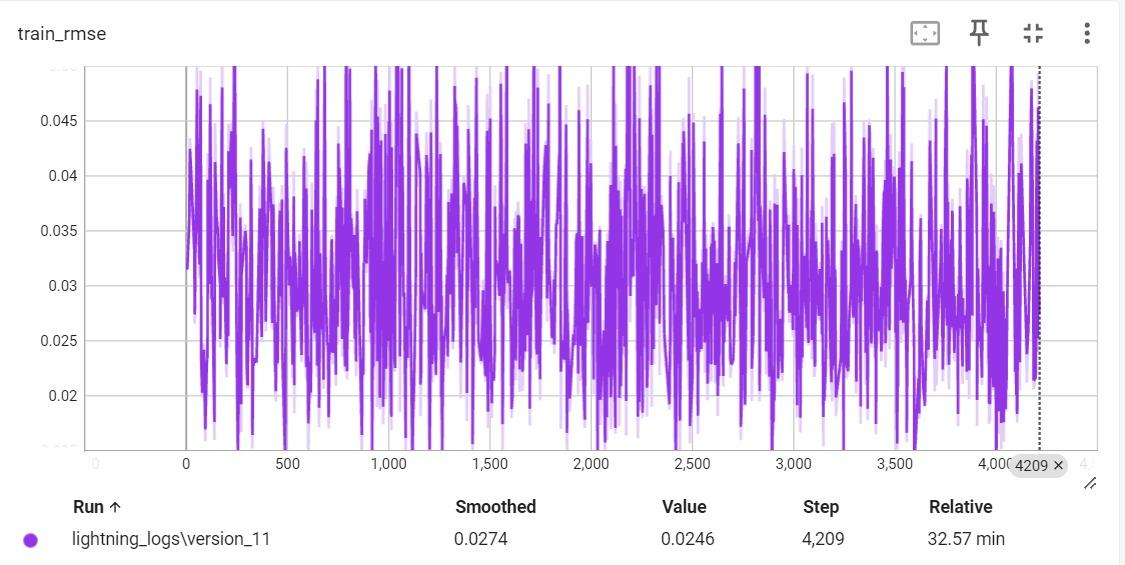 train_rmse
0.045
0.04
0.035
0.03
0.025
0.02
0 500 1,000 1,500 2,000 2,500 3,000 3,500 4,000 4209 ×
Run ↑ Smoothed Value Step Relative
lightning_logs\version_11 0.0274 0.0246 4,209 32.57 min